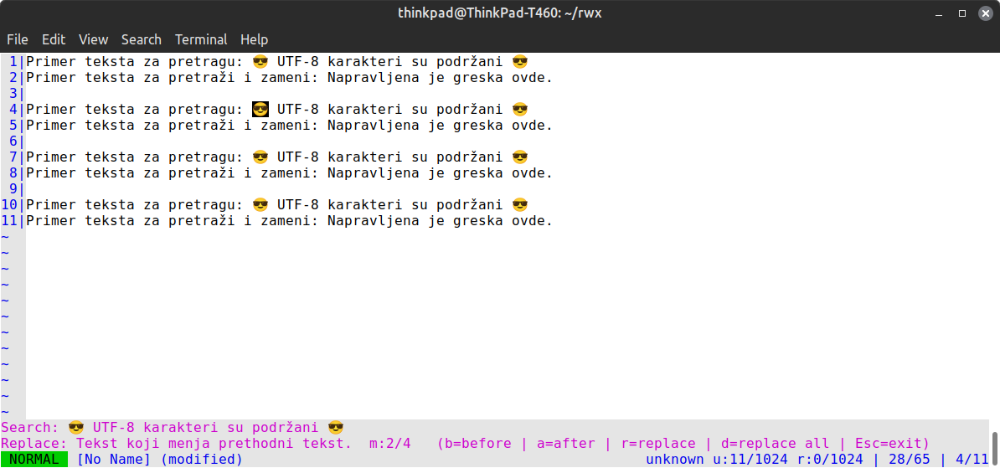 thinkpad@ThinkPad-T460: ~/rwx
File Edit View Search Terminal Help
1|Primer teksta za pretragu: 😎 UTF-8 karakteri su podržani 😎
2|Primer teksta za pretraži i zameni: Napravljena je greska ovde.
3|
4|Primer teksta za pretragu: 😎 UTF-8 karakteri su podržani 😎
5|Primer teksta za pretraži i zameni: Napravljena je greska ovde.
6|
7|Primer teksta za pretragu: 😎 UTF-8 karakteri su podržani 😎
8|Primer teksta za pretraži i zameni: Napravljena je greska ovde.
9|
10|Primer teksta za pretragu: 😎 UTF-8 karakteri su podržani 😎
11|Primer teksta za pretraži i zameni: Napravljena je greska ovde.
~
~
~
~
~
~
~
~
~
~
~
~
Search: 😎 UTF-8 karakteri su podržani 😎
Replace: Tekst koji menja prethodni tekst.  m:2/4   (b=before | a=after | r=replace | d=replace all | Esc=exit)
NORMAL [No Name] (modified) unknown u:11/1024 r:0/1024 | 28/65 | 4/11